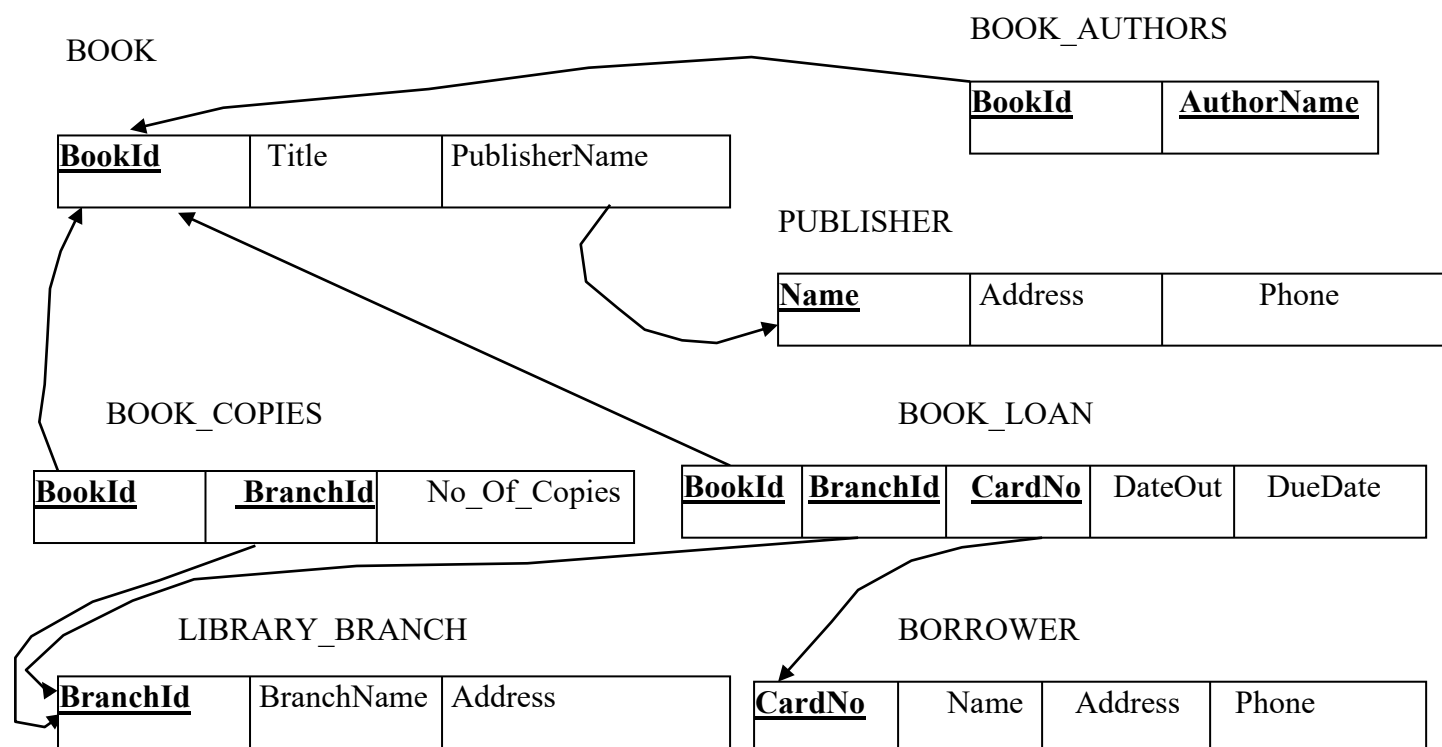 BOOK
BOOK_AUTHORS
BookId AuthorName
BookId Title PublisherName
PUBLISHER
Name Address Phone
BOOK_COPIES
BOOK_LOAN
BookId BranchId No_Of_Copies
BookId BranchId CardNo DateOut DueDate
LIBRARY_BRANCH
BORROWER
BranchId BranchName Address
CardNo Name Address Phone